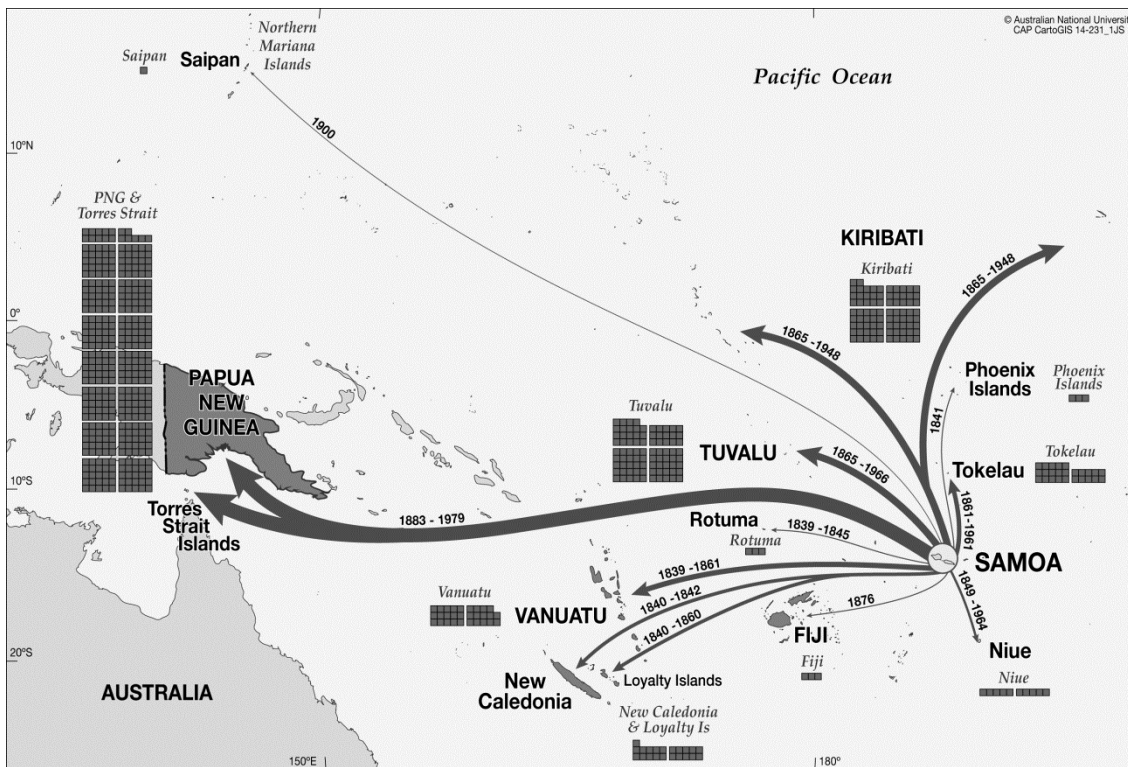 © Australian National Universit
CAP CartoGIS 14-231_1JS
Saipan
Saipan
Northern
Mariana
Islands
Pacific Ocean
1900
10°N
PNG &
Torres Strait
KIRIBATI
Kiribati
1865 -1948
0°
1865 -1948
Phoenix
Islands
Phoenix
Islands
1841
PAPUA
NEW
GUINEA
Tuvalu
TUVALU
1865-1966
Tokelau
Tokelau
10°S
1861-1961
Torres
Strait
Islands
1883 - 1979
Rotuma
1839 -1845
Rotuma
SAMOA
1839 -1861
1840 -1842
1840 -1860
Vanuatu
VANUATU
1876
1849 -1964
FIJI
Fiji
Niue
Niue
20°S
AUSTRALIA
New
Caledonia
Loyalty Islands
New Caledonia
& Loyalty Is
150°E
180°